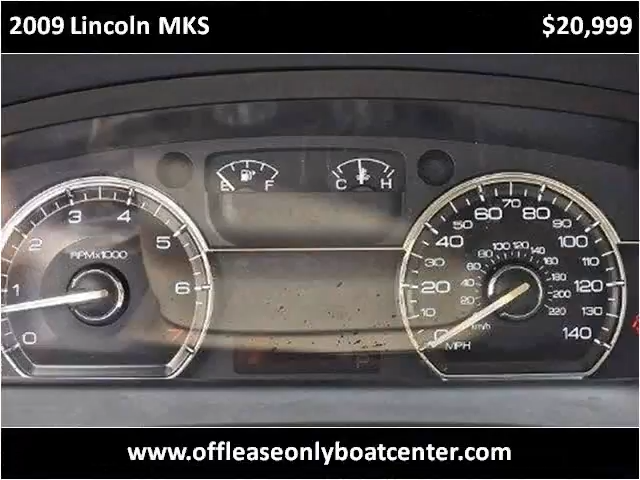 2009 Lincoln MKS $20,999
E F
C H
RPMx1000
0 1 2 3 4 5 6 7
0 10 20 30 40 50 60 70 80 90 100 110 120 130 140
20 40 60 80 100 120 140 160 180 200 220
km/h
MPH
P
www.offleaseonlyboatcenter.com